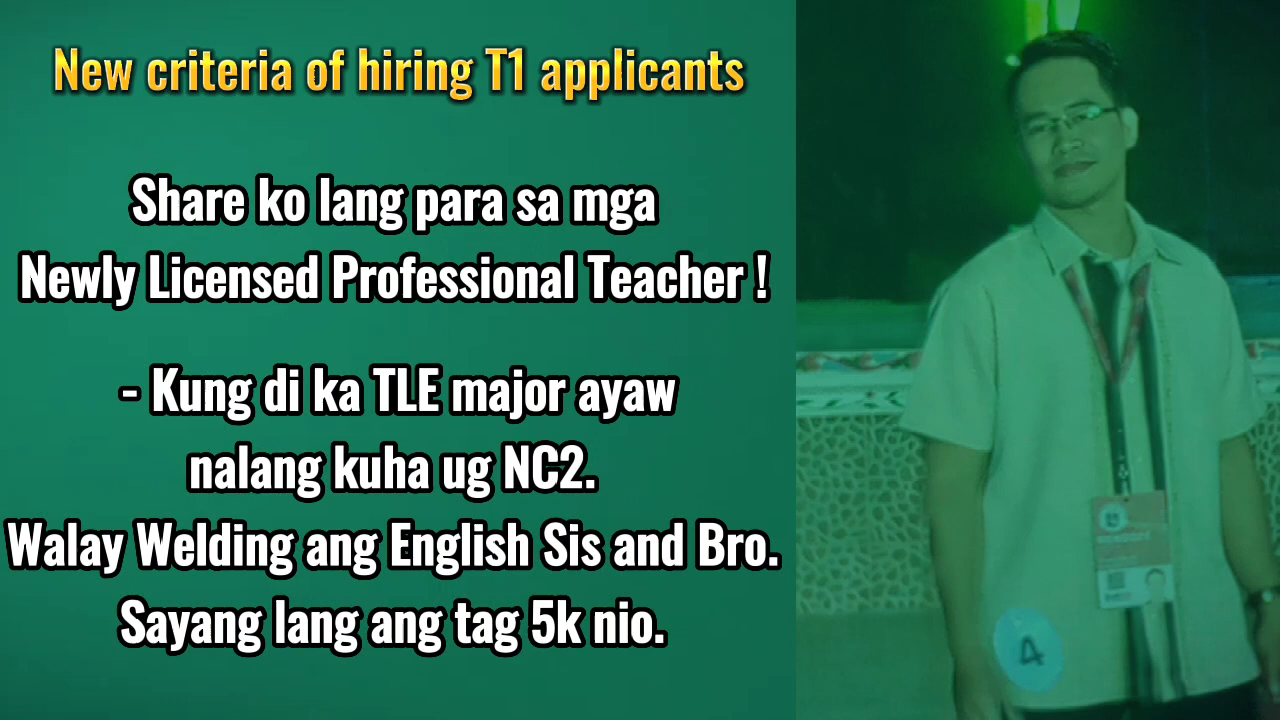 New criteria of hiring T1 applicants
Share ko lang para sa mga
Newly Licensed Professional Teacher !
- Kung di ka TLE major ayaw
nalang kuha ug NC2.
Walay Welding ang English Sis and Bro.
Sayang lang ang tag 5k nio.
4